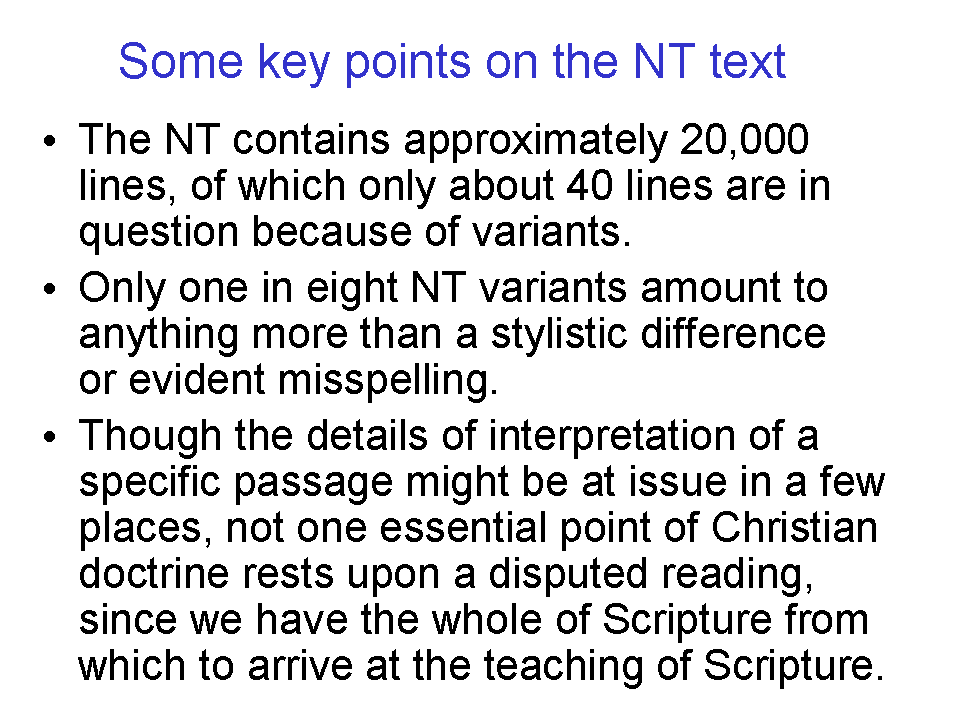 Some key points on the NT text
• The NT contains approximately 20,000
lines, of which only about 40 lines are in
question because of variants.
• Only one in eight NT variants amount to
anything more than a stylistic difference
or evident misspelling.
• Though the details of interpretation of a
specific passage might be at issue in a few
places, not one essential point of Christian
doctrine rests upon a disputed reading,
since we have the whole of Scripture from
which to arrive at the teaching of Scripture.